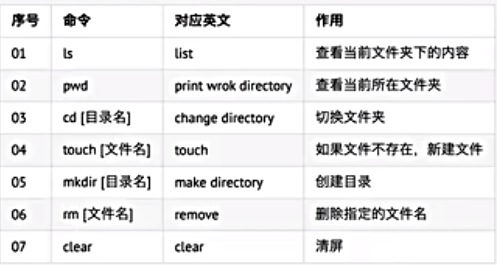 序号 命令 对应英文 作用
01 ls list 查看当前文件夹下的内容
02 pwd print wrok directory 查看当前所在文件夹
03 cd [目录名] change directory 切换文件夹
04 touch [文件名] touch 如果文件不存在，新建文件
05 mkdir [目录名] make directory 创建目录
06 rm [文件名] remove 删除指定的文件名
07 clear clear 清屏